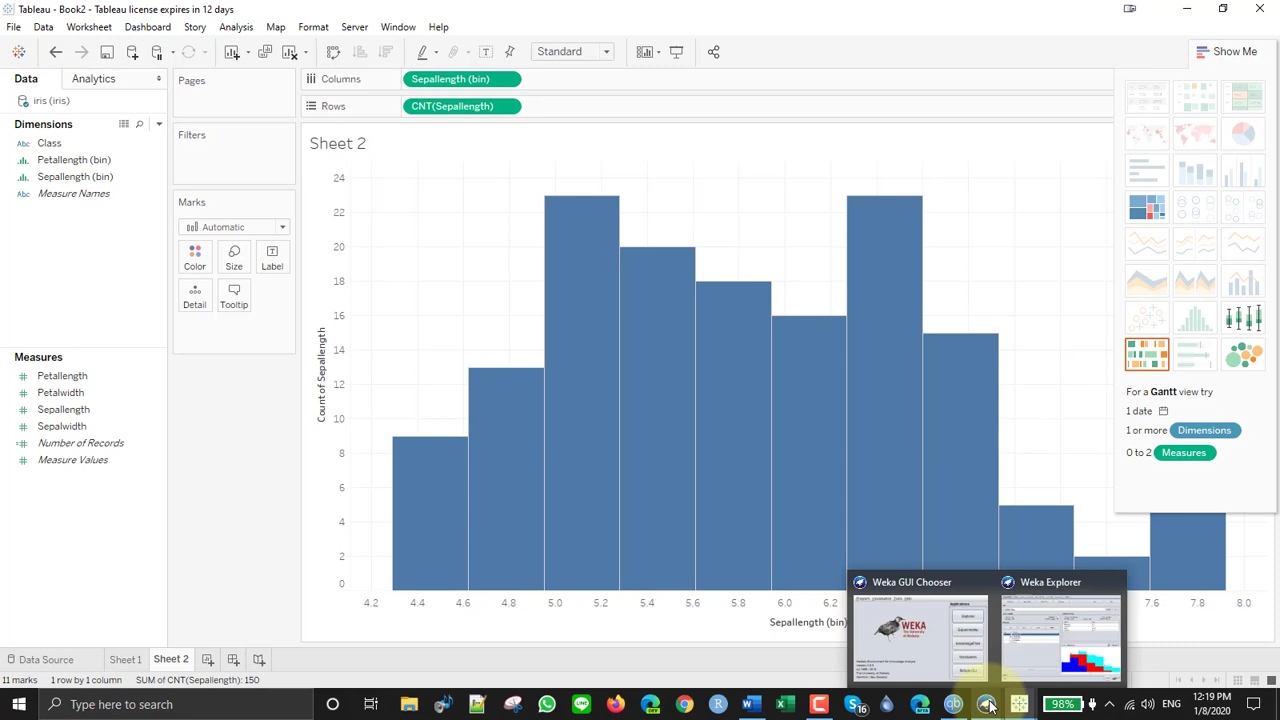 Tableau - Book2 - Tableau license expires in 12 days
File Data Worksheet Dashboard Story Analysis Map Format Server Window Help
Standard
Show Me
Data Analytics
Pages
Columns Sepallength (bin)
iris (iris)
Rows CNT(Sepallength)
Dimensions
Filters
Sheet 2
Abc Class
Petallength (bin)
Sepallength (bin)
Abc Measure Names
Marks
Automatic
Color Size Label
Detail Tooltip
24
22
20
18
16
14
12
10
8
6
4
2
0
Count of Sepallength
4.2 4.4 4.6 4.8 5.0 5.2 5.4 5.6 5.8 6.0 6.2 7.6 7.8 8.0
Sepallength (bin)
Measures
Petallength
Petalwidth
Sepallength
Sepalwidth
Number of Records
Measure Values
For a Gantt view try
1 date
1 or more Dimensions
0 to 2 Measures
Weka GUI Chooser Weka Explorer
WEKA
The University
of Waikato
Data Source Sheet 1 Sheet 2
11 marks 1 row by 1 column SUM of CNT(Sepallength): 150
Type here to search
16
98%
ENG
12:19 PM
1/8/2020